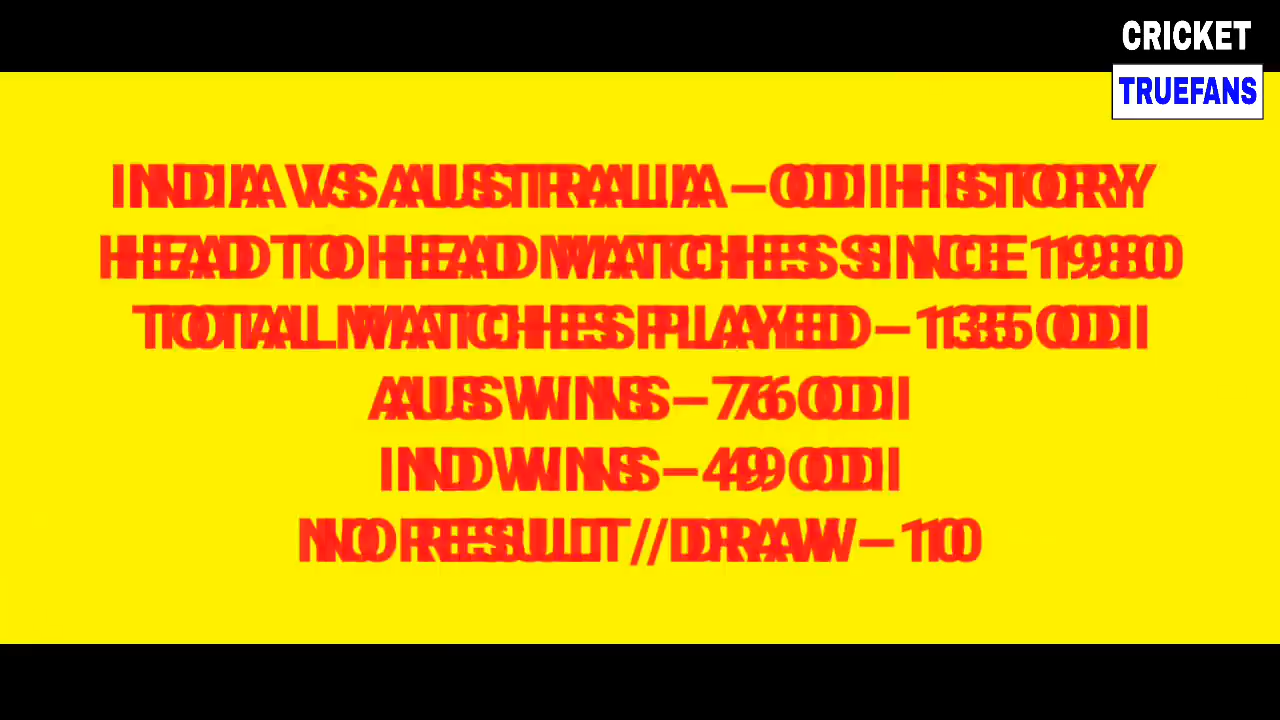 CRICKET
TRUEFANS
INDIA VS AUSTRALIA - ODI HISTORY
HEAD TO HEAD MATCHES SINCE 1980
TOTAL MATCHES PLAYED - 135 ODI
AUS WINS - 76 ODI
IND WINS - 49 ODI
NO RESULT / DRAW - 10